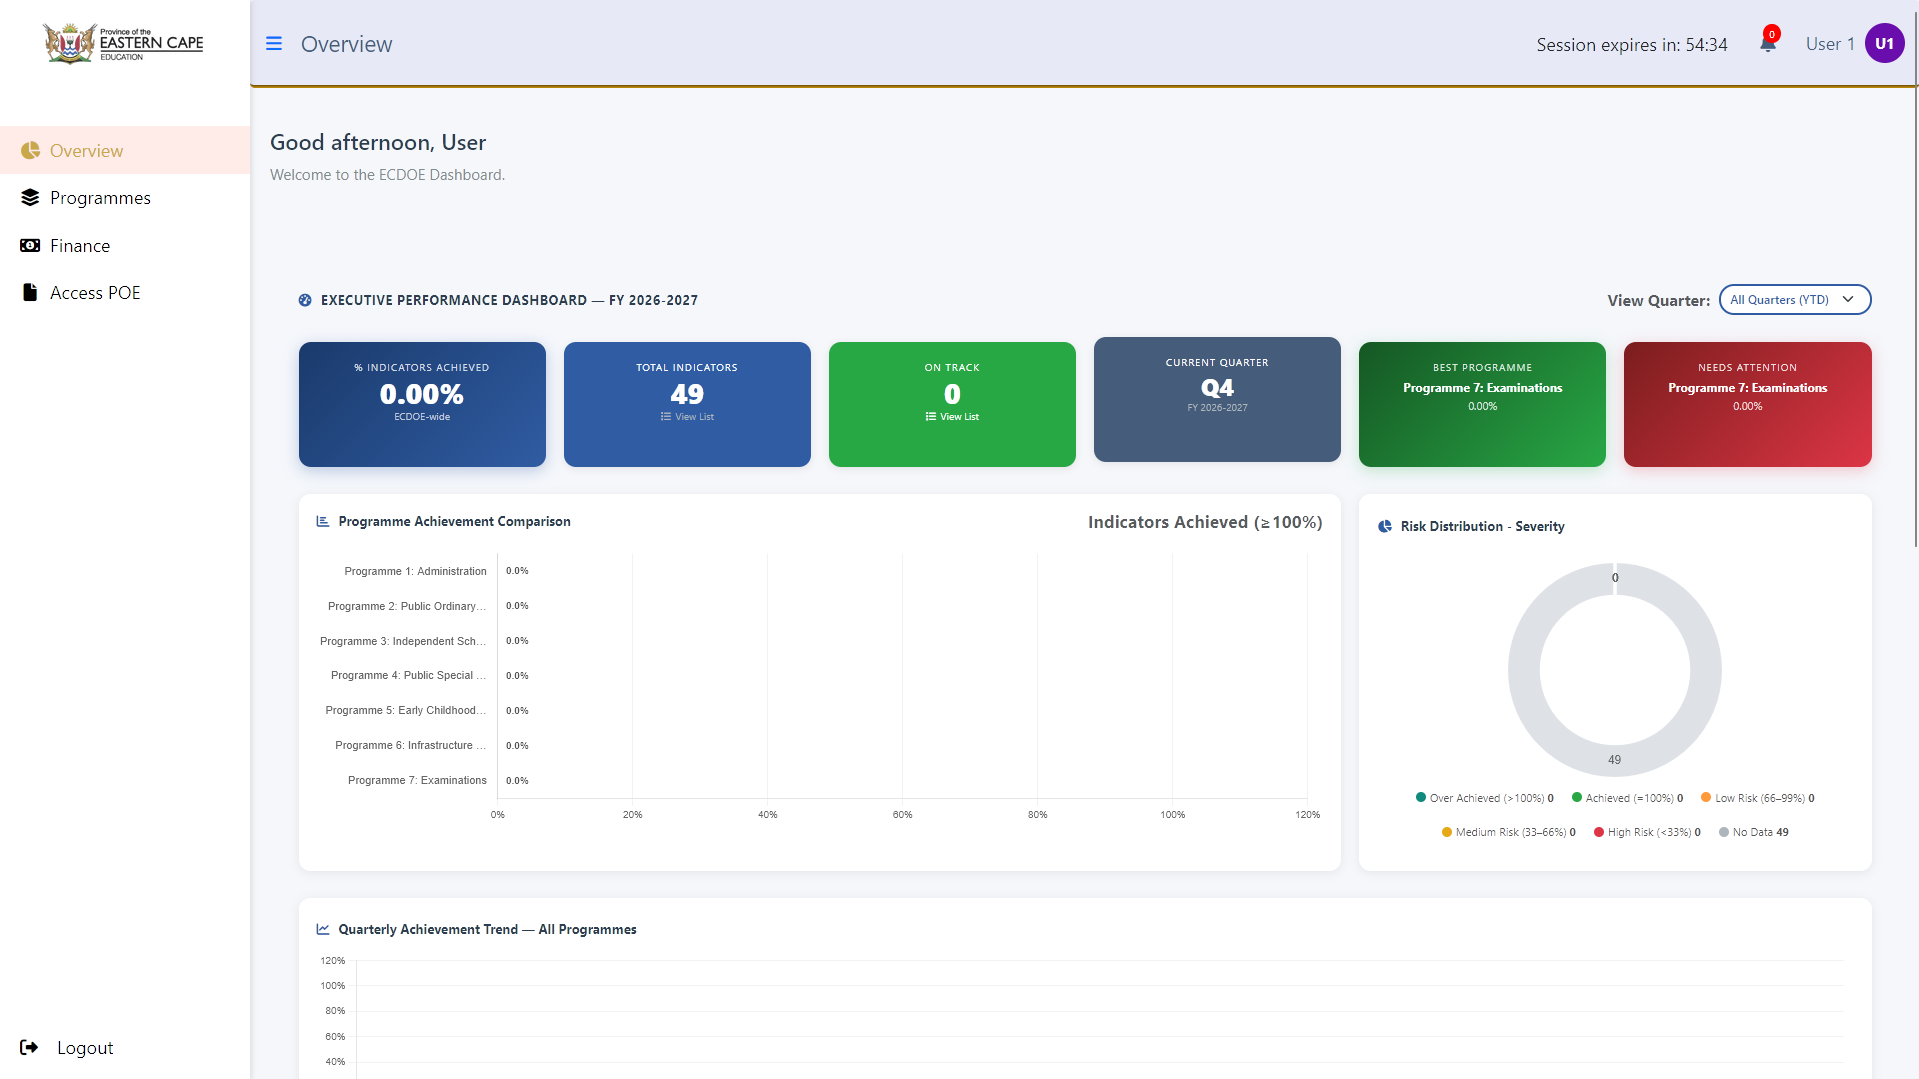 Province of the
EASTERN CAPE
EDUCATION
Overview
Session expires in: 54:34
0
User 1
U1
Overview
Programmes
Finance
Access POE
Logout
Good afternoon, User
Welcome to the ECDOE Dashboard.
EXECUTIVE PERFORMANCE DASHBOARD — FY 2026-2027
View Quarter:
All Quarters (YTD)
% INDICATORS ACHIEVED
0.00%
ECDOE-wide
TOTAL INDICATORS
49
View List
ON TRACK
0
View List
CURRENT QUARTER
Q4
FY 2026-2027
BEST PROGRAMME
Programme 7: Examinations
0.00%
NEEDS ATTENTION
Programme 7: Examinations
0.00%
Programme Achievement Comparison
Indicators Achieved (≥100%)
Programme 1: Administration 0.0%
Programme 2: Public Ordinary... 0.0%
Programme 3: Independent Sch... 0.0%
Programme 4: Public Special ... 0.0%
Programme 5: Early Childhood... 0.0%
Programme 6: Infrastructure ... 0.0%
Programme 7: Examinations 0.0%
0% 20% 40% 60% 80% 100% 120%
Risk Distribution - Severity
0
49
Over Achieved (>100%) 0 Achieved (=100%) 0 Low Risk (66–99%) 0
Medium Risk (33–66%) 0 High Risk (<33%) 0 No Data 49
Quarterly Achievement Trend — All Programmes
120%
100%
80%
60%
40%